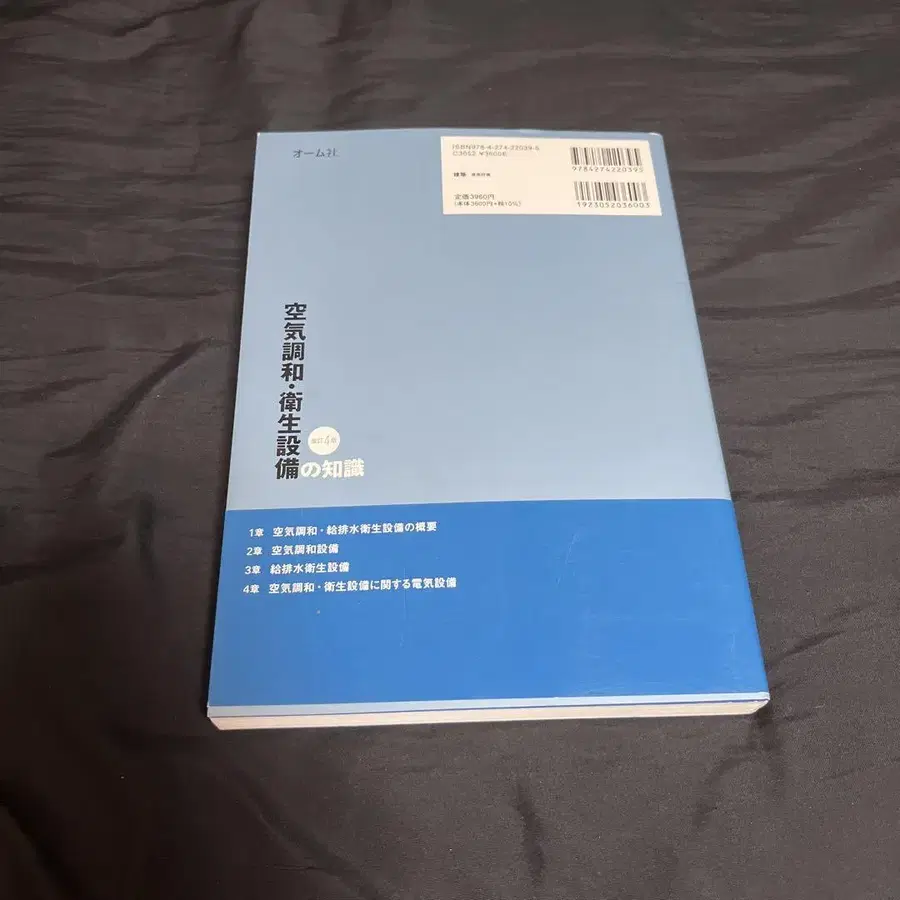 オーム社
ISBN978-4-274-22039-5
C3052 ¥3600E
建築
定価3960円
(本体3600円+税10%)
9784274220395
1923052036003
空気調和・衛生設備の知識
改訂4版
1章 空気調和・給排水衛生設備の概要
2章 空気調和設備
3章 給排水衛生設備
4章 空気調和・衛生設備に関する電気設備